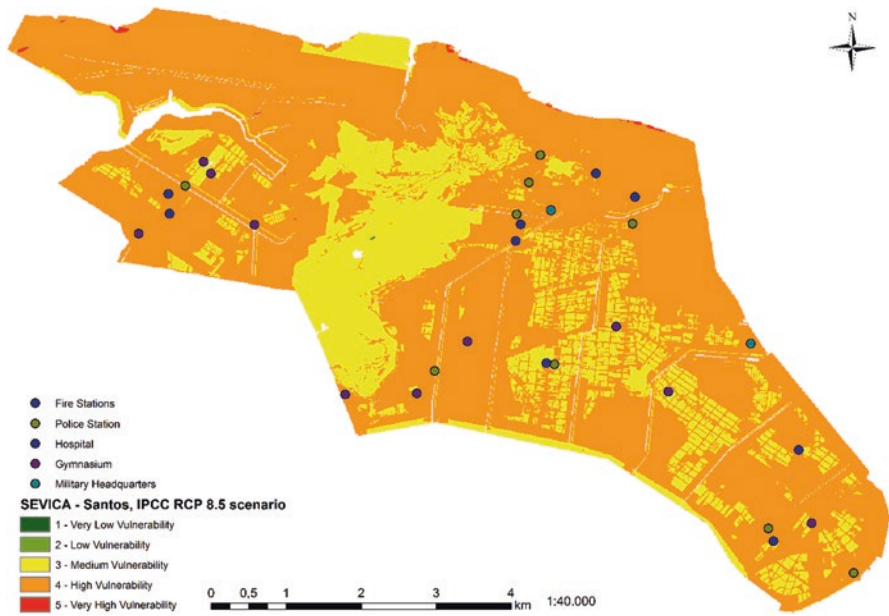 N
Fire Stations
Police Station
Hospital
Gymnasium
Military Headquarters
SEVICA - Santos, IPCC RCP 8.5 scenario
1 - Very Low Vulnerability
2 - Low Vulnerability
3 - Medium Vulnerability
4 - High Vulnerability
5 - Very High Vulnerability
0 0,5 1 2 3 4 km 1:40.000